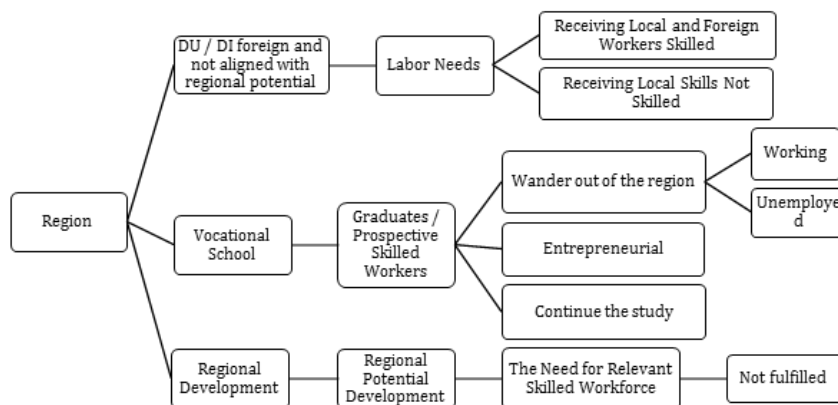 DU / DI foreign and
not aligned with
regional potential
Labor Needs
Receiving Local and Foreign
Workers Skilled
Receiving Local Skills Not
Skilled
Region
Vocational
School
Graduates /
Prospective
Skilled
Workers
Wander out of the region
Working
Unemploye
d
Entrepreneurial
Continue the study
Regional
Development
Regional
Potential
Development
The Need for Relevant
Skilled Workforce
Not fulfilled